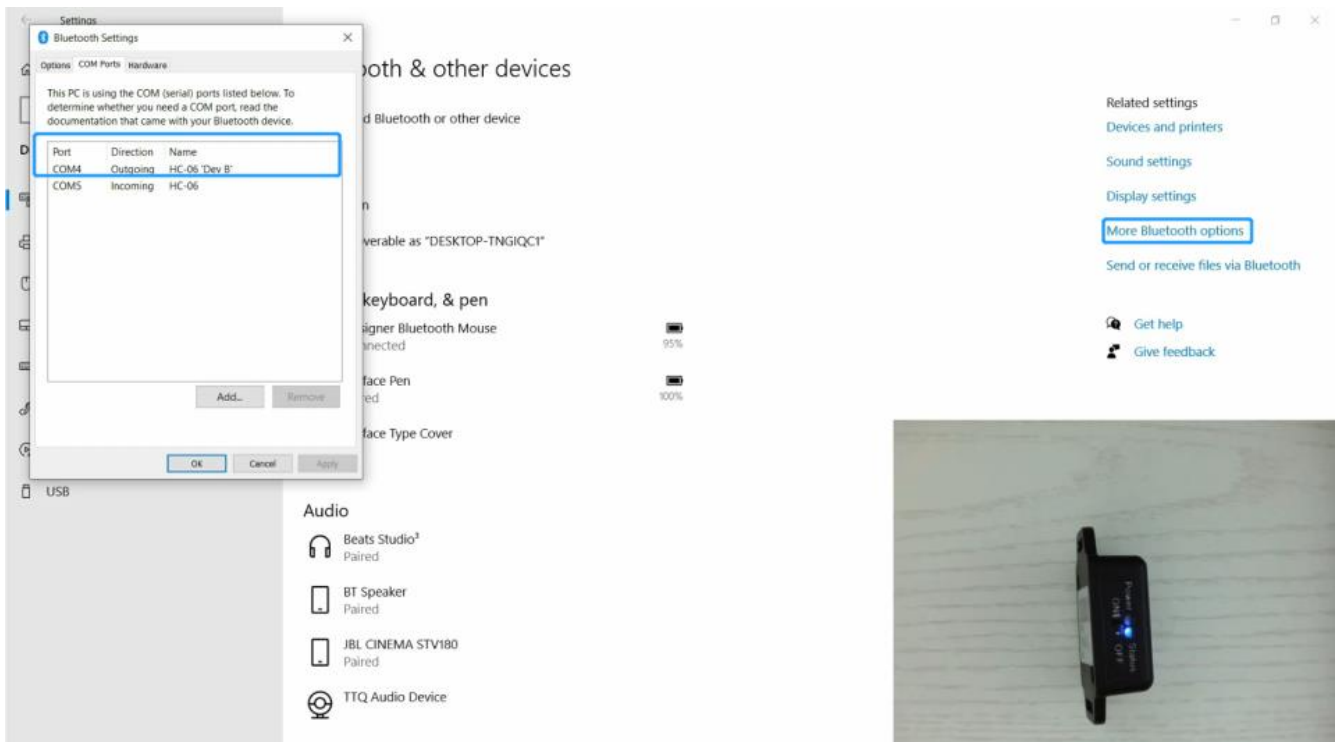 Settings
Bluetooth Settings
Options COM Ports Hardware
This PC is using the COM (serial) ports listed below. To
determine whether you need a COM port, read the
documentation that came with your Bluetooth device.
Port Direction Name
COM4 Outgoing HC-06 'Dev B'
COM5 Incoming HC-06
Add...
Remove
OK
Cancel
Apply
USB
ooth & other devices
d Bluetooth or other device
n
verable as "DESKTOP-TNGIQC1"
keyboard, & pen
igner Bluetooth Mouse
nnected
95%
face Pen
ed
100%
face Type Cover
Audio
Beats Studio³
Paired
BT Speaker
Paired
JBL CINEMA STV180
Paired
TTQ Audio Device
Related settings
Devices and printers
Sound settings
Display settings
More Bluetooth options
Send or receive files via Bluetooth
Get help
Give feedback
Power Status
ON OFF